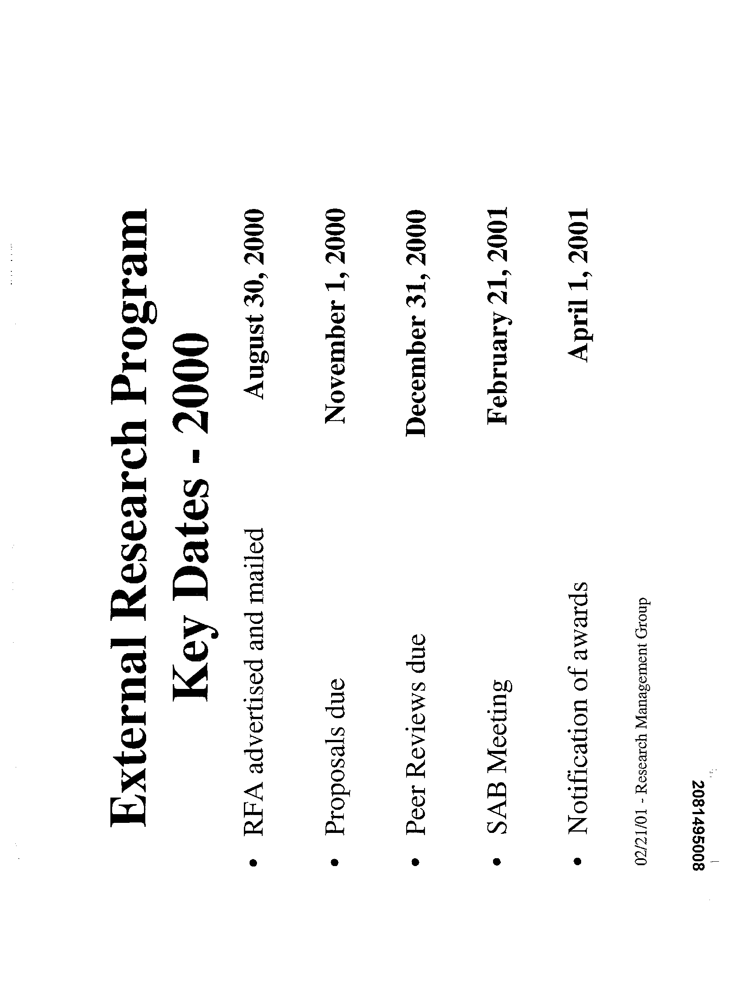 External Research Program
Key Dates - 2000
• RFA advertised and mailed August 30, 2000
• Proposals due November 1, 2000
• Peer Reviews due December 31, 2000
• SAB Meeting February 21, 2001
• Notification of awards April 1, 2001
02/21/01 - Research Management Group
2081495008